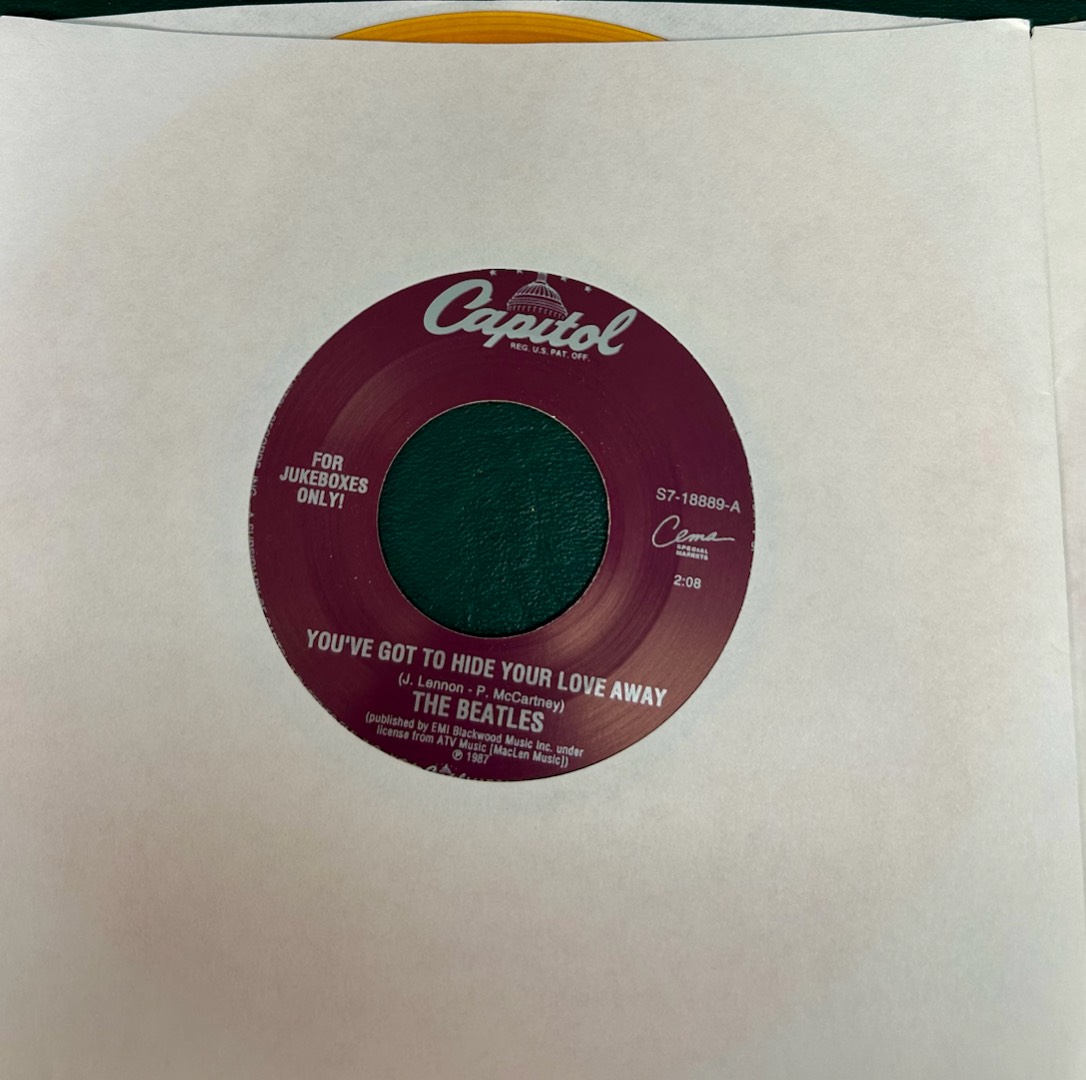 Capitol
REG. U.S. PAT. OFF.
FOR
JUKEBOXES
ONLY!
S7-18889-A
Cema
SPECIAL
MARKETS
2:08
YOU'VE GOT TO HIDE YOUR LOVE AWAY
(J. Lennon - P. McCartney)
THE BEATLES
(published by EMI Blackwood Music Inc. under
license from ATV Music [MacLen Music])
℗ 1987